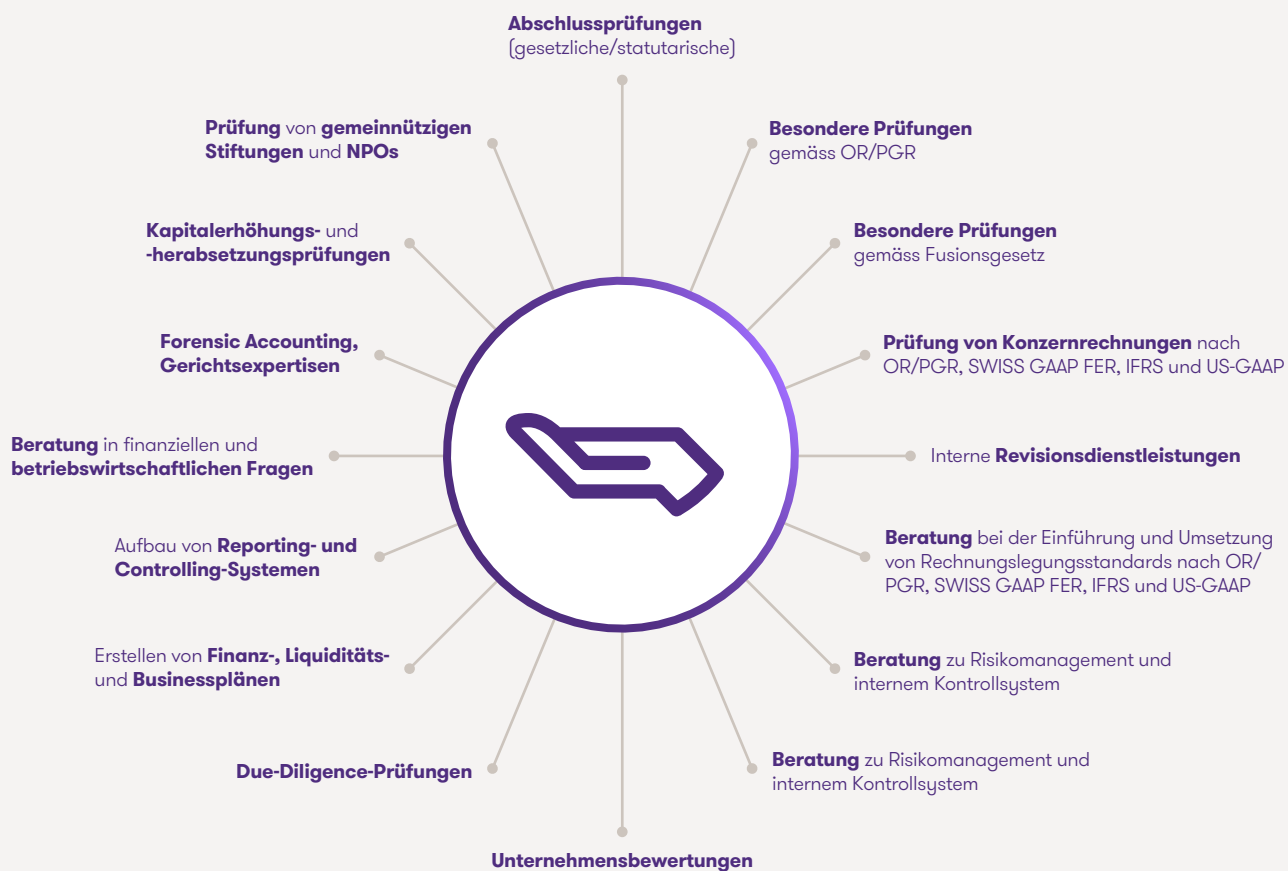 Abschlussprüfungen
(gesetzliche/statutarische)
Besondere Prüfungen
gemäss OR/PGR
Besondere Prüfungen
gemäss Fusionsgesetz
Prüfung von Konzernrechnungen nach
OR/PGR, SWISS GAAP FER, IFRS und US-GAAP
Interne Revisionsdienstleistungen
Beratung bei der Einführung und Umsetzung
von Rechnungslegungsstandards nach OR/
PGR, SWISS GAAP FER, IFRS und US-GAAP
Beratung zu Risikomanagement und
internem Kontrollsystem
Beratung zu Risikomanagement und
internem Kontrollsystem
Unternehmensbewertungen
Due-Diligence-Prüfungen
Erstellen von Finanz-, Liquiditäts-
und Businessplänen
Aufbau von Reporting- und
Controlling-Systemen
Beratung in finanziellen und
betriebswirtschaftlichen Fragen
Forensic Accounting,
Gerichtsexpertisen
Kapitalerhöhungs- und
-herabsetzungsprüfungen
Prüfung von gemeinnützigen
Stiftungen und NPOs